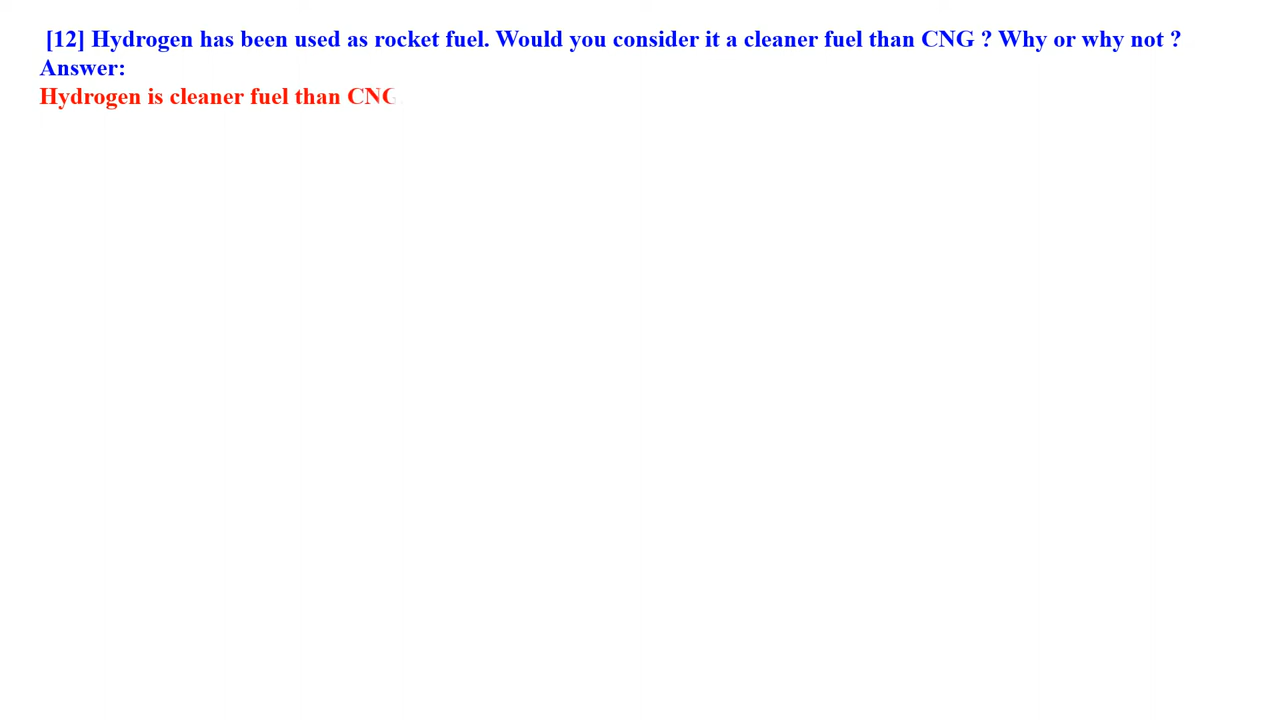 [12] Hydrogen has been used as rocket fuel. Would you consider it a cleaner fuel than CNG ? Why or why not ?
Answer:
Hydrogen is cleaner fuel than CNG